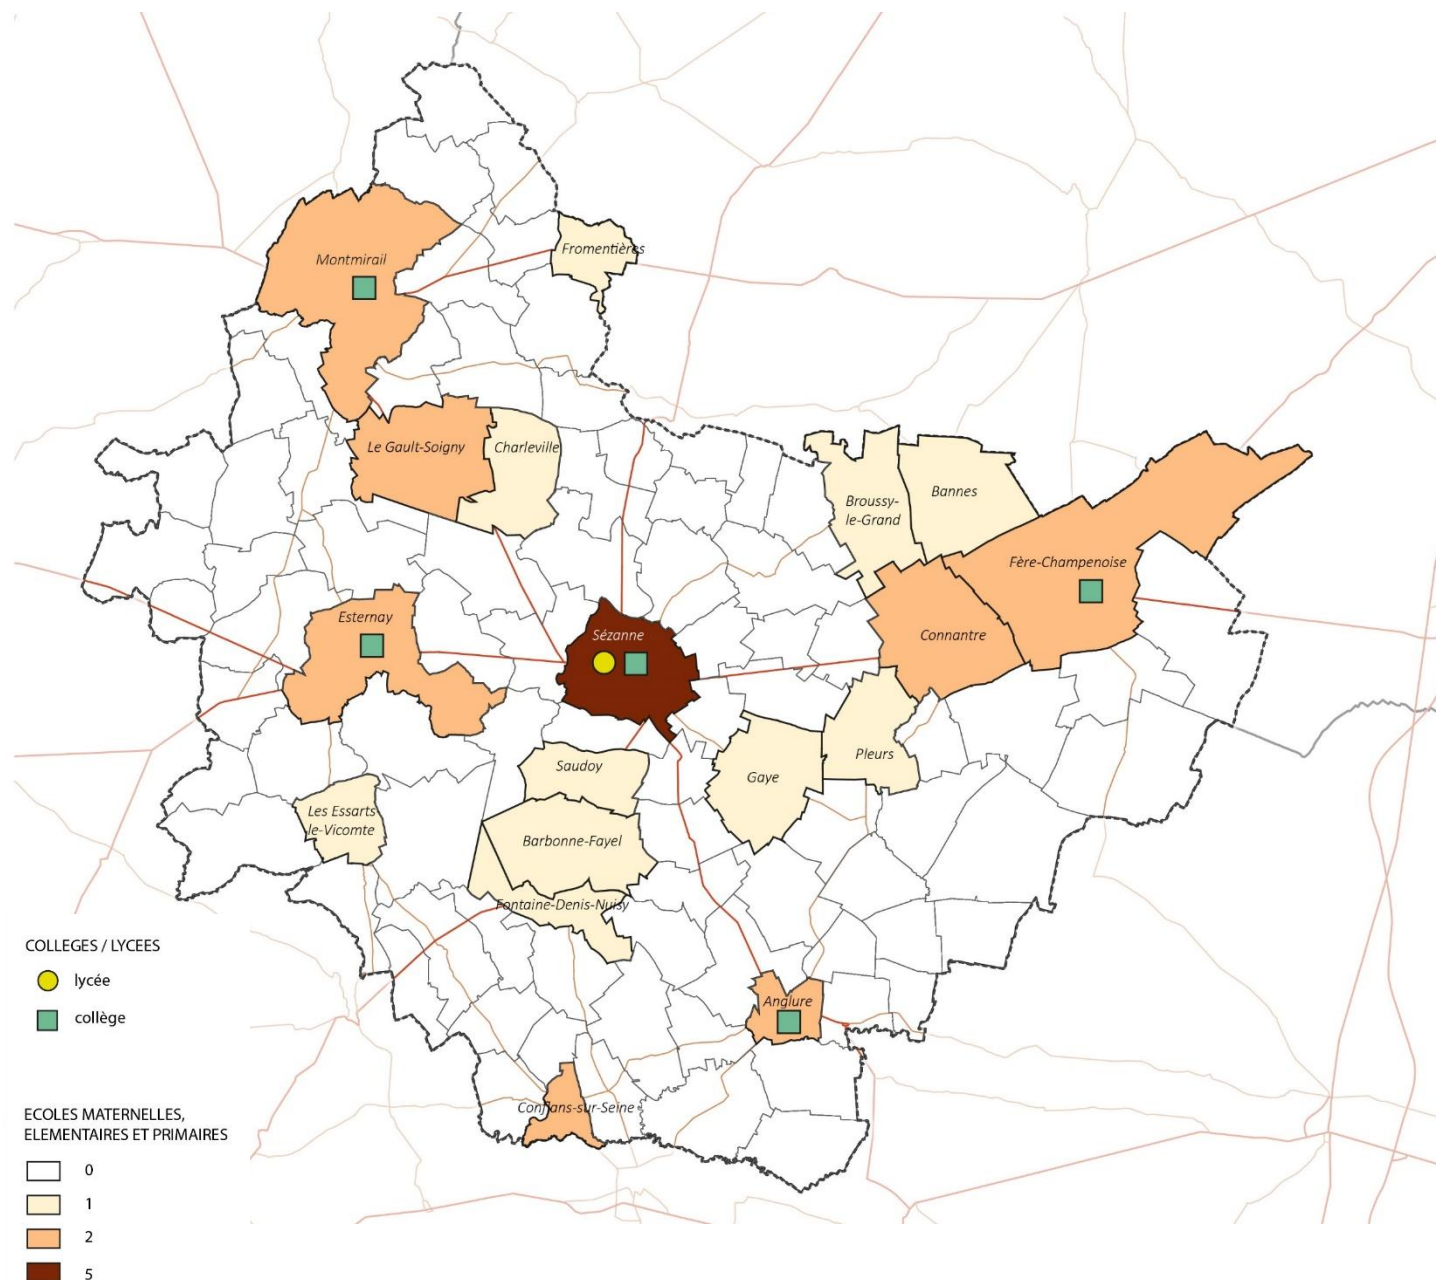 Fromentières
Montmirail
Le Gault-Soigny
Charleville
Broussy-
le-Grand
Bannes
Fère-Champenoise
Esternay
Sézanne
Connantre
Saudoy
Gaye
Pleurs
Les Essarts
le-Vicomte
Barbonne-Fayel
Fontaine-Denis-Nuisy
Anglure
Conflans-sur-Seine
COLLEGES / LYCEES
lycée
collège
ECOLES MATERNELLES,
ELEMENTAIRES ET PRIMAIRES
0
1
2
5